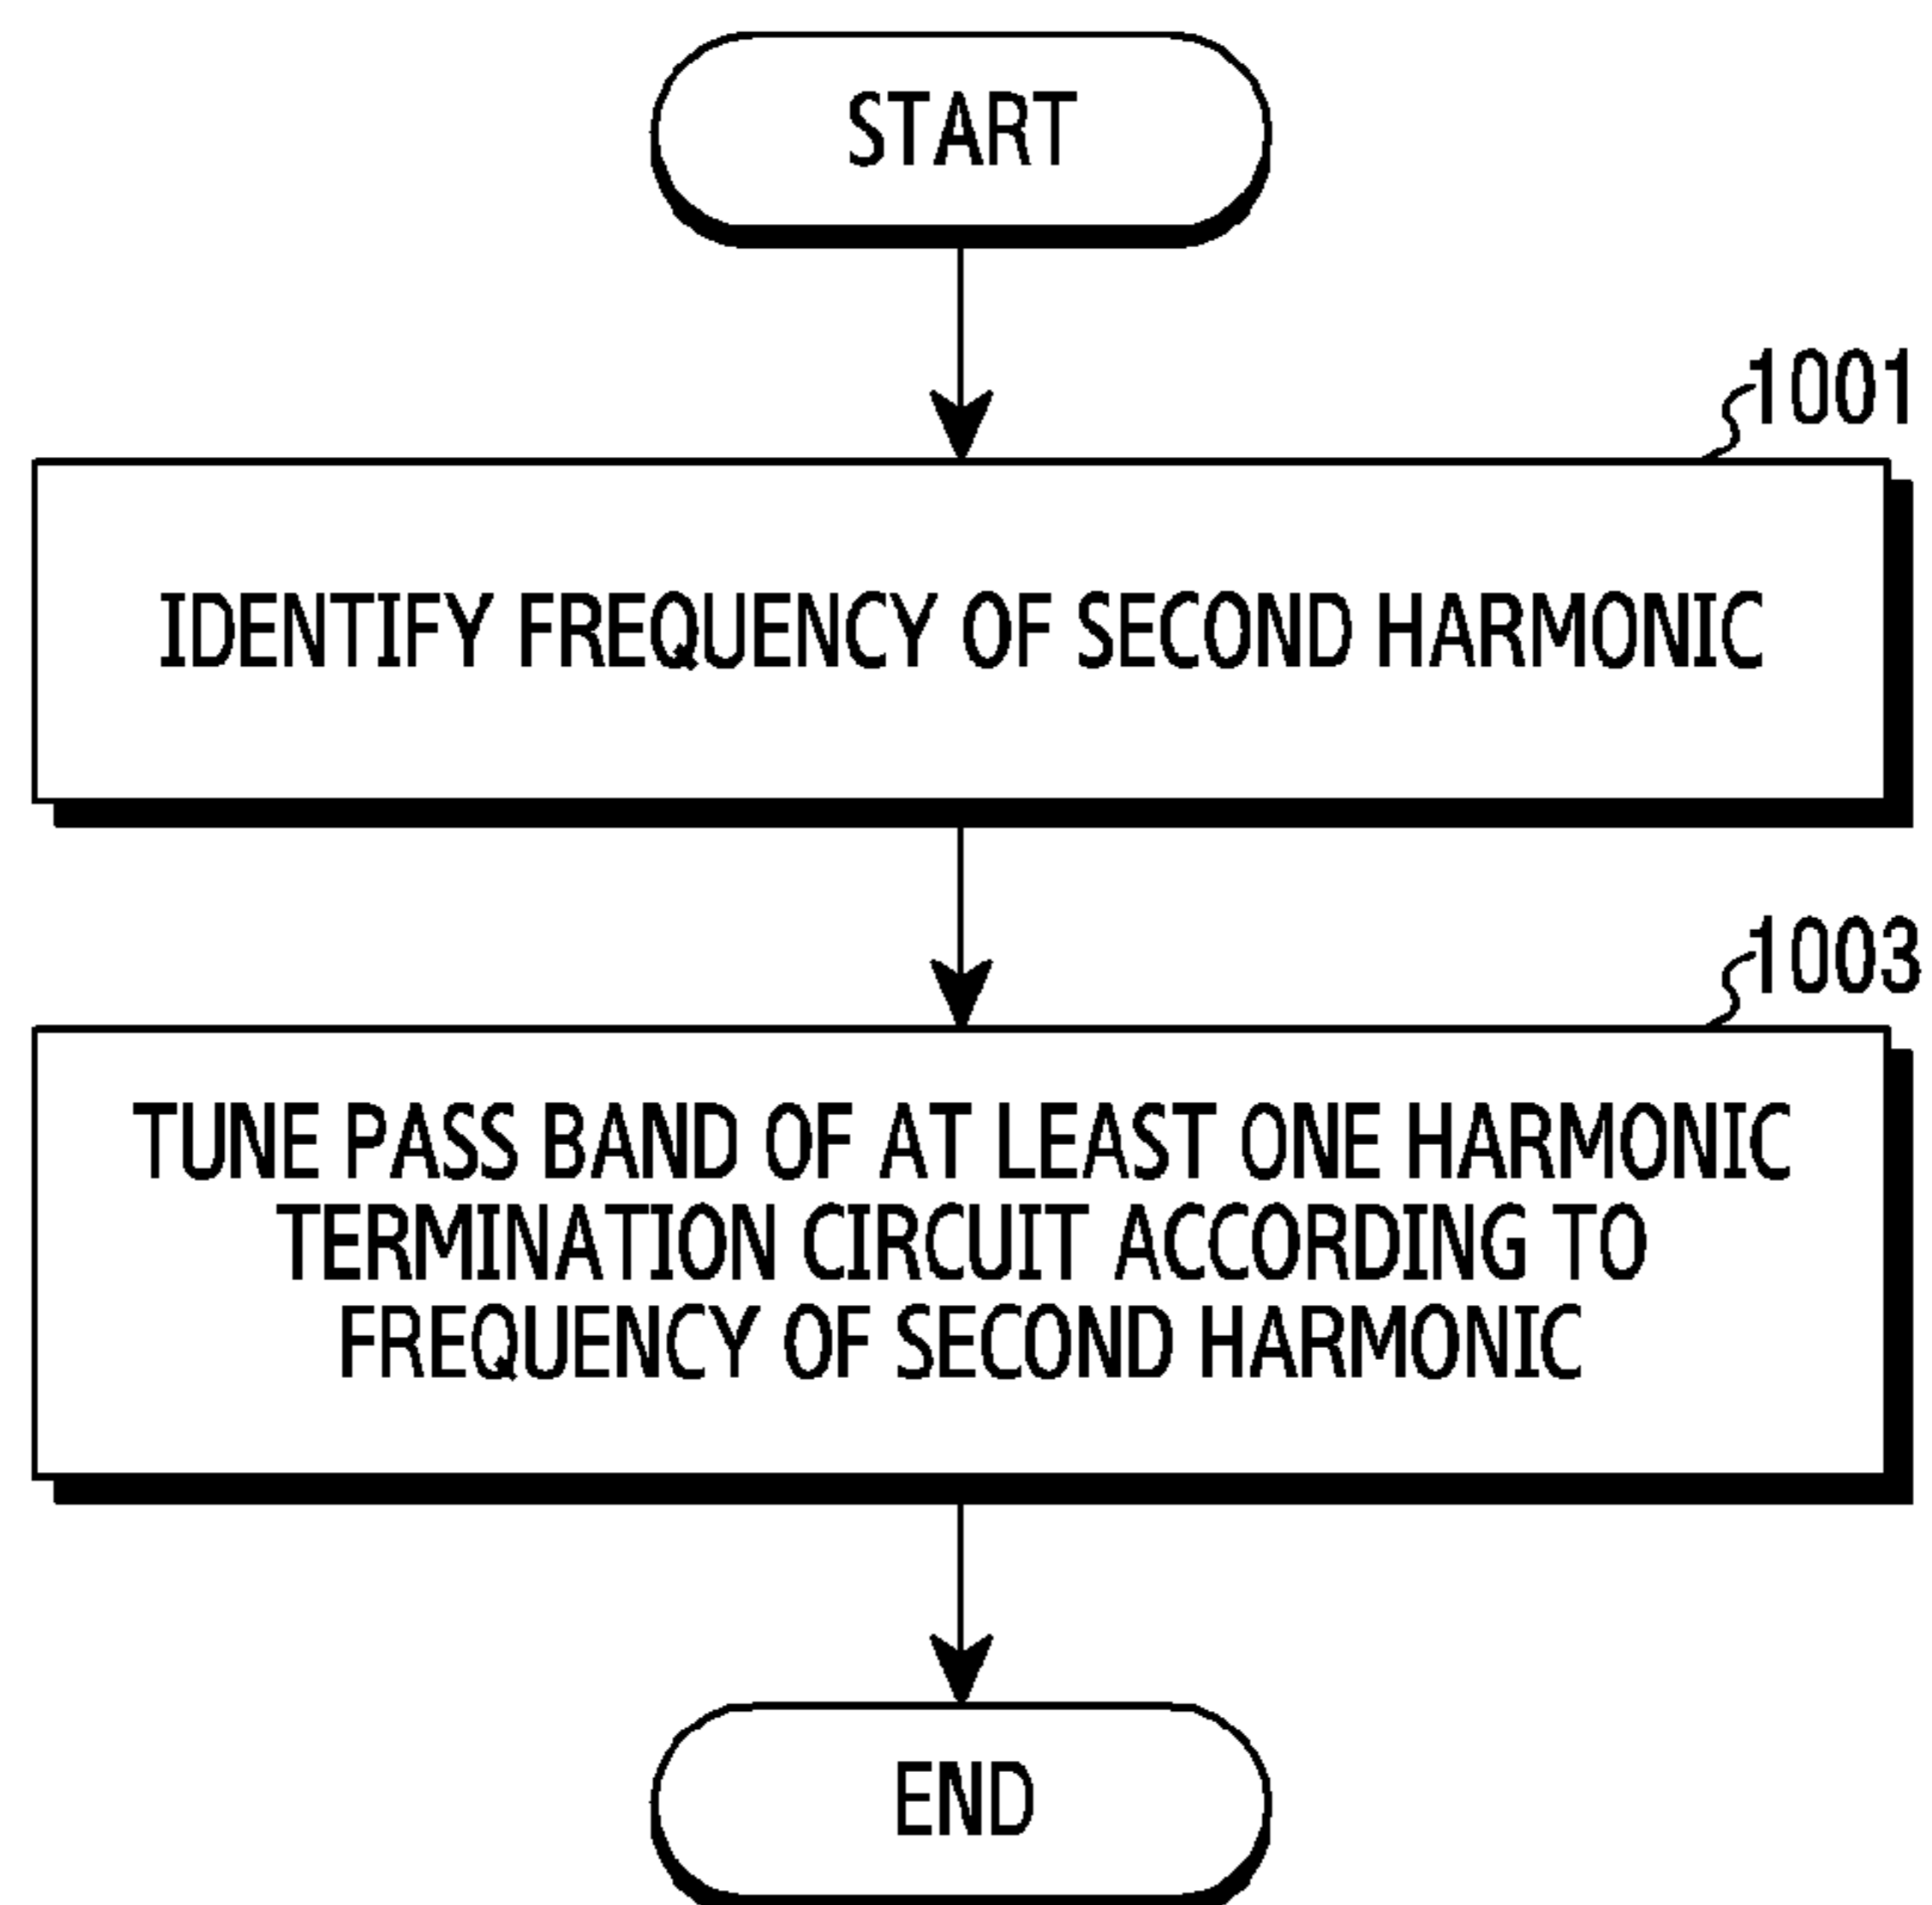 START
1001
IDENTIFY FREQUENCY OF SECOND HARMONIC
1003
TUNE PASS BAND OF AT LEAST ONE HARMONIC
TERMINATION CIRCUIT ACCORDING TO
FREQUENCY OF SECOND HARMONIC
END